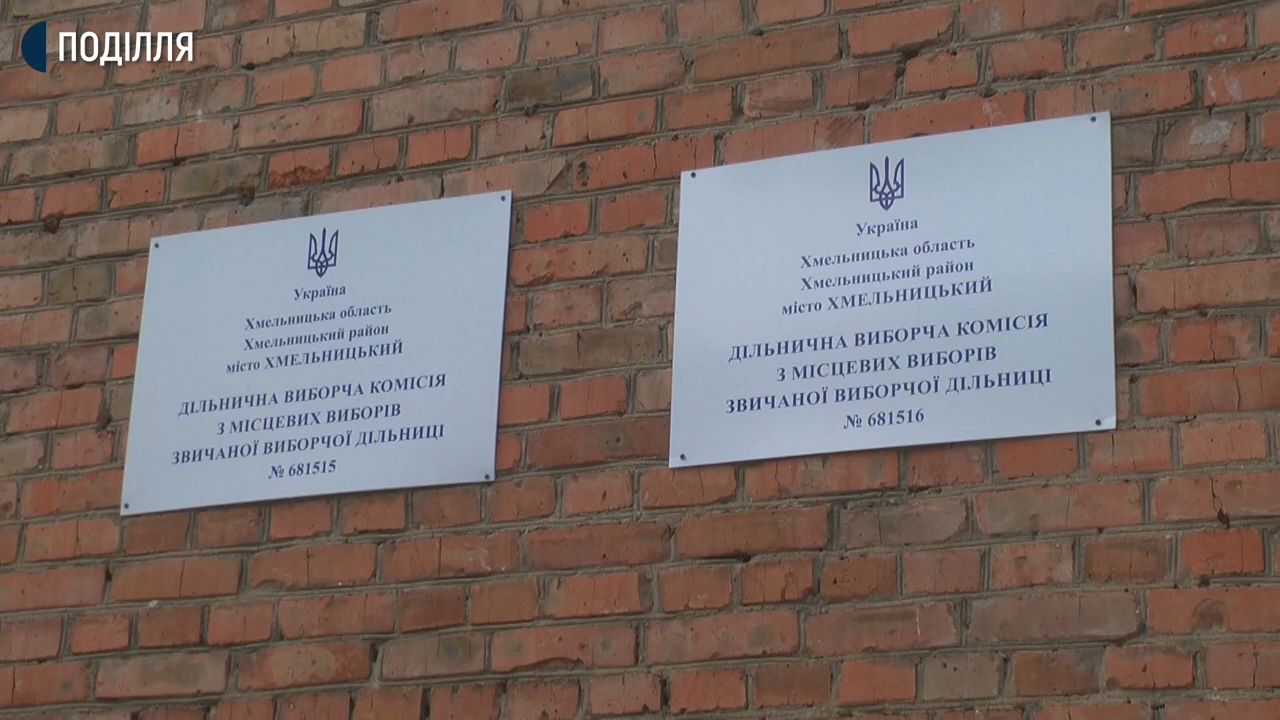 ПОДІЛЛЯ
Україна
Хмельницька область
Хмельницький район
місто ХМЕЛЬНИЦЬКИЙ
ДІЛЬНИЧНА ВИБОРЧА КОМІСІЯ
З МІСЦЕВИХ ВИБОРІВ
ЗВИЧАНОЇ ВИБОРЧОЇ ДІЛЬНИЦІ
№ 681515
Україна
Хмельницька область
Хмельницький район
місто ХМЕЛЬНИЦЬКИЙ
ДІЛЬНИЧНА ВИБОРЧА КОМІСІЯ
З МІСЦЕВИХ ВИБОРІВ
ЗВИЧАНОЇ ВИБОРЧОЇ ДІЛЬНИЦІ
№ 681516